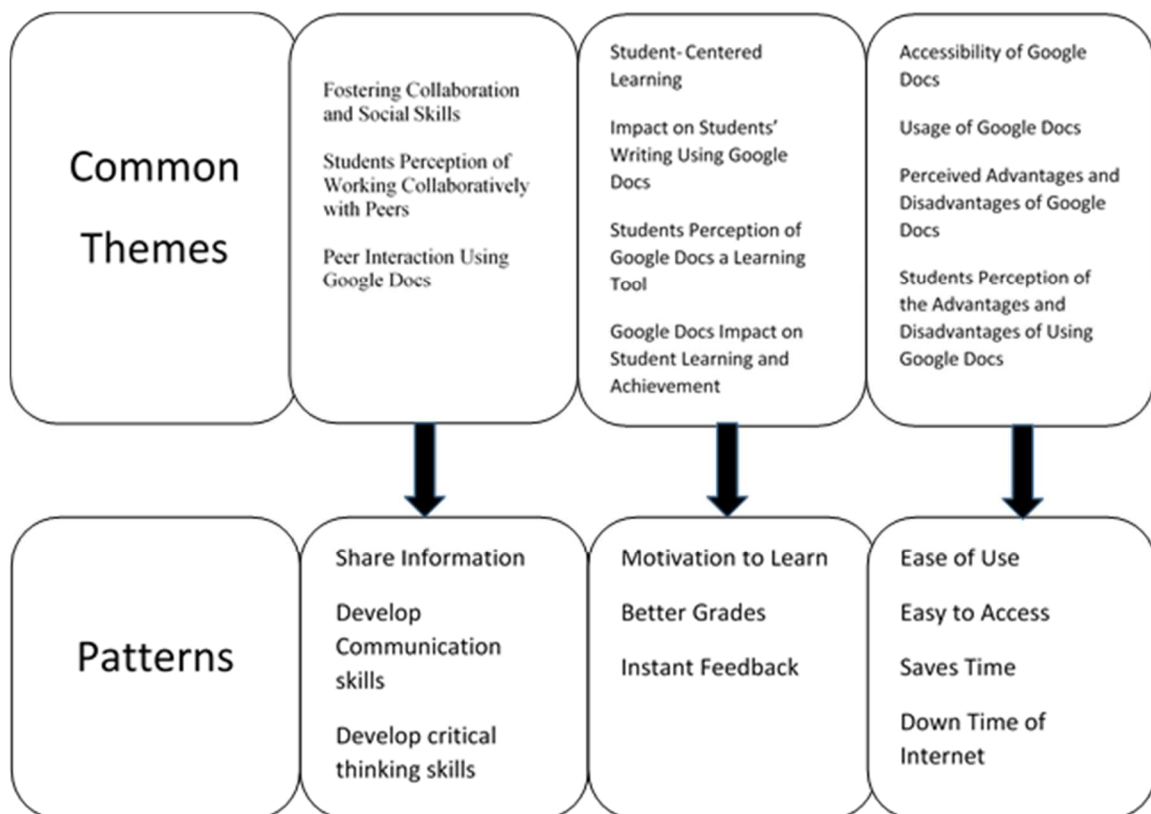 Common
Themes
Fostering Collaboration
and Social Skills
Students Perception of
Working Collaboratively
with Peers
Peer Interaction Using
Google Docs
Student- Centered
Learning
Impact on Students’
Writing Using Google
Docs
Students Perception of
Google Docs a Learning
Tool
Google Docs Impact on
Student Learning and
Achievement
Accessibility of Google
Docs
Usage of Google Docs
Perceived Advantages and
Disadvantages of Google
Docs
Students Perception of
the Advantages and
Disadvantages of Using
Google Docs
Patterns
Share Information
Develop
Communication
skills
Develop critical
thinking skills
Motivation to Learn
Better Grades
Instant Feedback
Ease of Use
Easy to Access
Saves Time
Down Time of
Internet